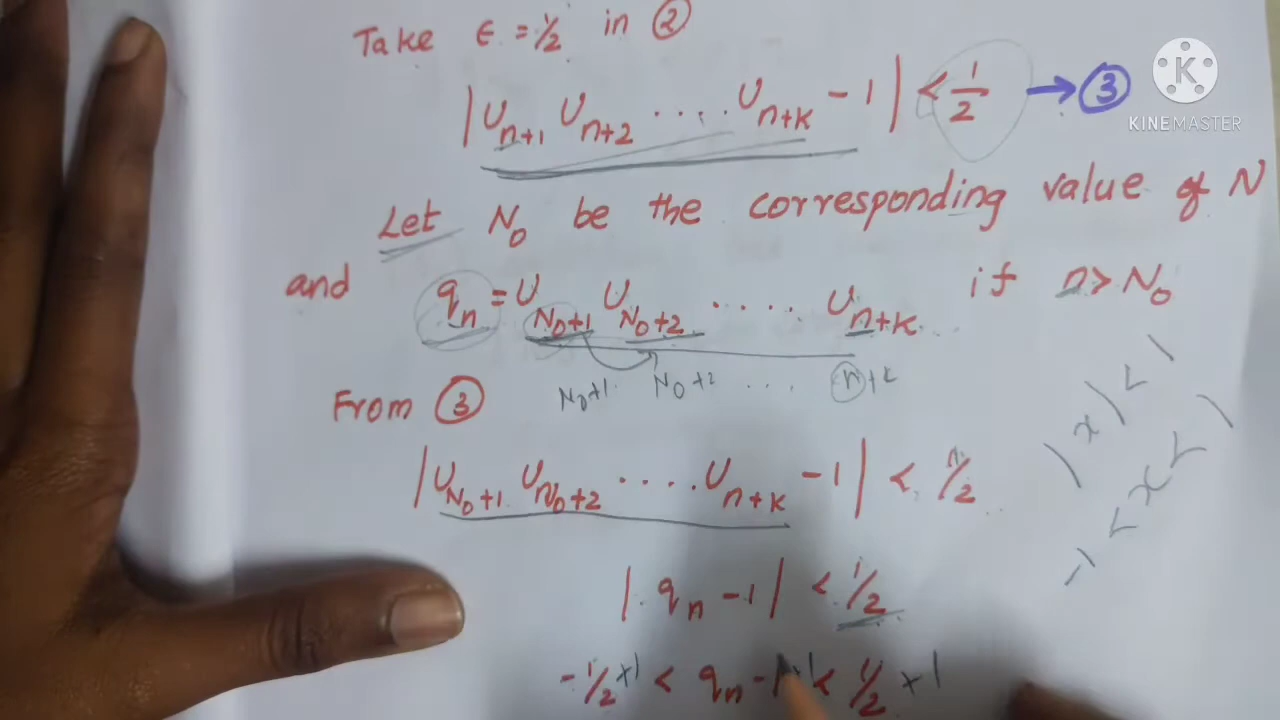 Take ϵ = 1/2 in ②
|U_{n+1} U_{n+2} ..... U_{n+k} - 1| < 1/2 → ③
KINEMASTER
Let N₀ be the corresponding value of N
and q_n = U_{N₀+1} U_{N₀+2} ..... U_{n+k} if n > N₀
N₀+1 N₀+2 ... n+k
From ③
|x| < 1
-1 < x < 1
|U_{N₀+1} U_{N₀+2} ..... U_{n+k} - 1| < 1/2
|q_n - 1| < 1/2
-1/2 +1 < q_n - 1 +1 < 1/2 +1